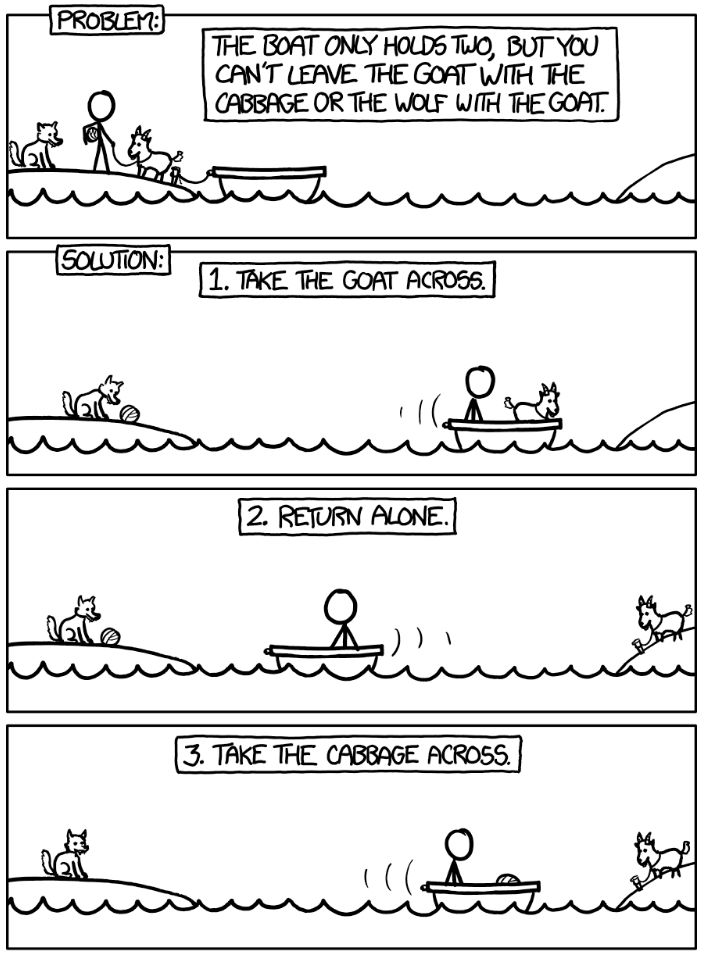 PROBLEM:
THE BOAT ONLY HOLDS TWO, BUT YOU
CAN'T LEAVE THE GOAT WITH THE
CABBAGE OR THE WOLF WITH THE GOAT.
SOLUTION:
1. TAKE THE GOAT ACROSS.
2. RETURN ALONE.
3. TAKE THE CABBAGE ACROSS.